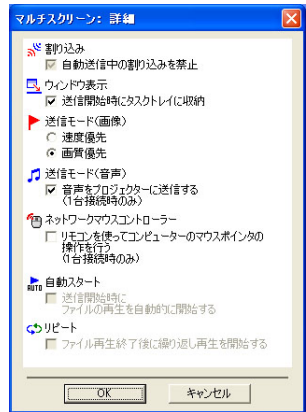 マルチスクリーン: 詳細
割り込み
自動送信中の割り込みを禁止
ウィンドウ表示
送信開始時にタスクトレイに収納
送信モード(画像)
速度優先
画質優先
送信モード(音声)
音声をプロジェクターに送信する
(1台接続時のみ)
ネットワークマウスコントローラー
リモコンを使ってコンピューターのマウスポインタの
操作を行う
(1台接続時のみ)
AUTO
自動スタート
送信開始時に
ファイルの再生を自動的に開始する
リピート
ファイル再生終了後に繰り返し再生を開始する
OK
キャンセル